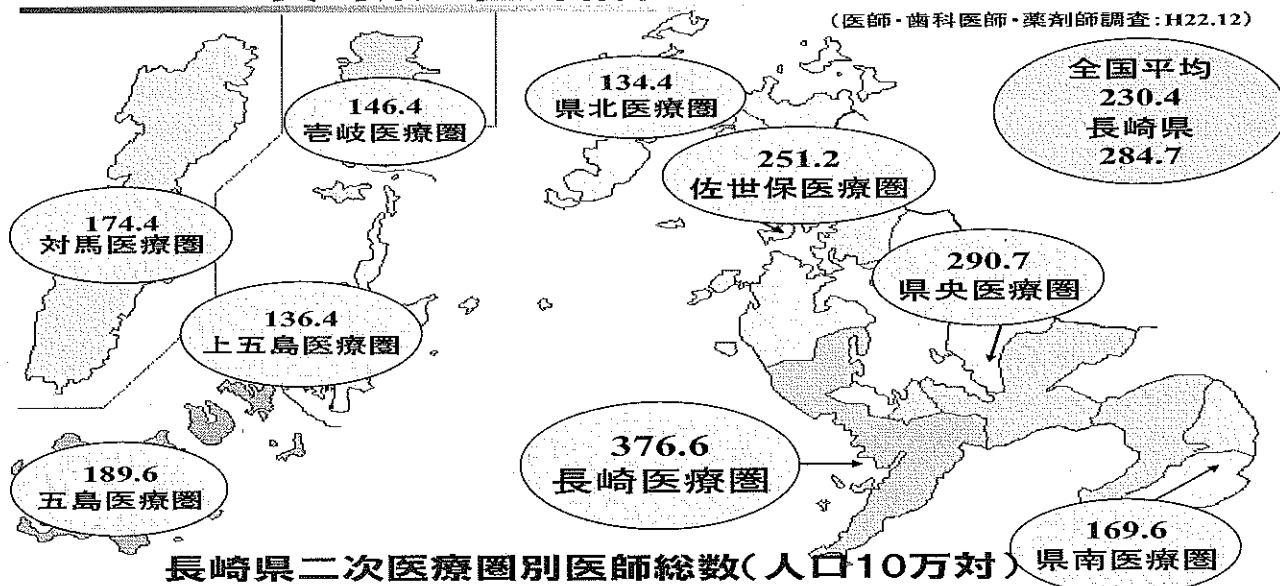 (医師・歯科医師・薬剤師調査:H22.12)
全国平均
230.4
長崎県
284.7
146.4
壱岐医療圏
134.4
県北医療圏
251.2
佐世保医療圏
174.4
対馬医療圏
290.7
県央医療圏
136.4
上五島医療圏
376.6
長崎医療圏
189.6
五島医療圏
169.6
県南医療圏
長崎県二次医療圏別医師総数(人口10万対)